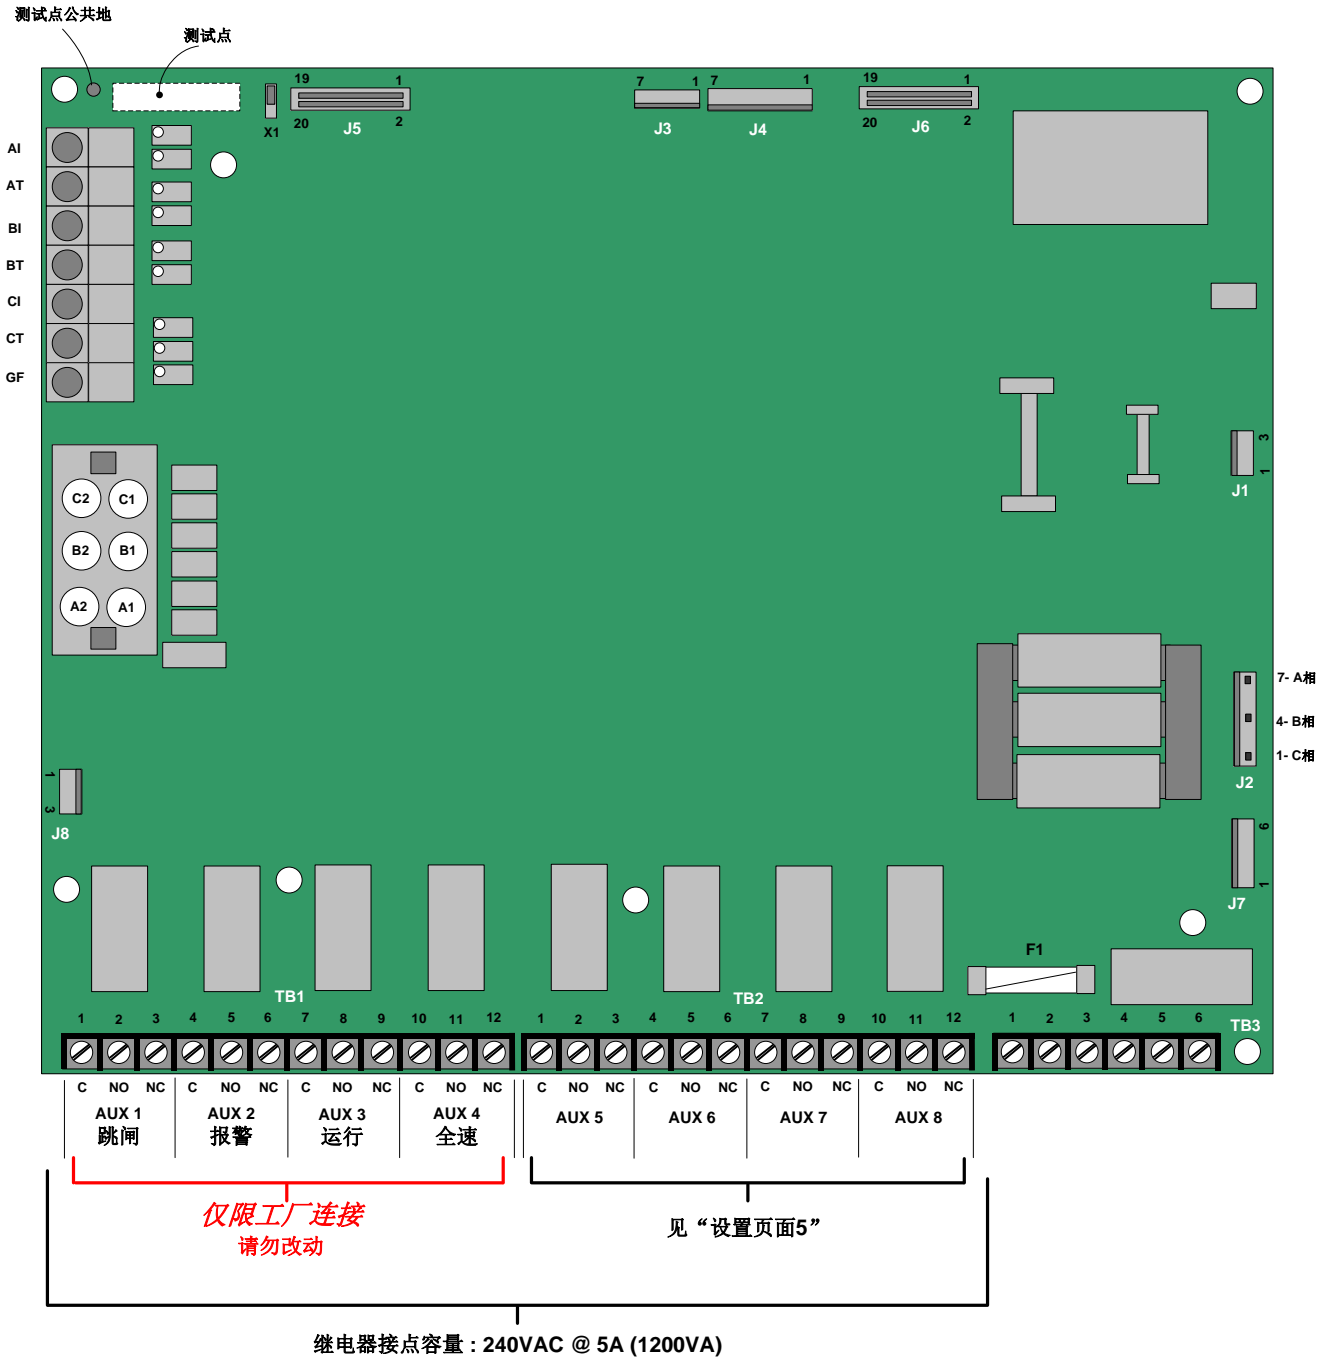 测试点公共地
测试点
19 1
20 2
J5
X1
7 1
J3
7 1
J4
19 1
20 2
J6
AI
AT
BI
BT
CI
CT
GF
3
1
J1
C2 C1
B2 B1
A2 A1
7- A相
4- B相
1- C相
J2
1
3
J8
6
1
J7
F1
TB1
TB2
TB3
1 2 3 4 5 6 7 8 9 10 11 12
1 2 3 4 5 6 7 8 9 10 11 12
1 2 3 4 5 6
C NO NC C NO NC C NO NC C NO NC
C NO NC C NO NC C NO NC C NO NC
AUX 1
跳闸
AUX 2
报警
AUX 3
运行
AUX 4
全速
AUX 5
AUX 6
AUX 7
AUX 8
仅限工厂连接
请勿改动
见“设置页面5”
继电器接点容量 : 240VAC @ 5A (1200VA)